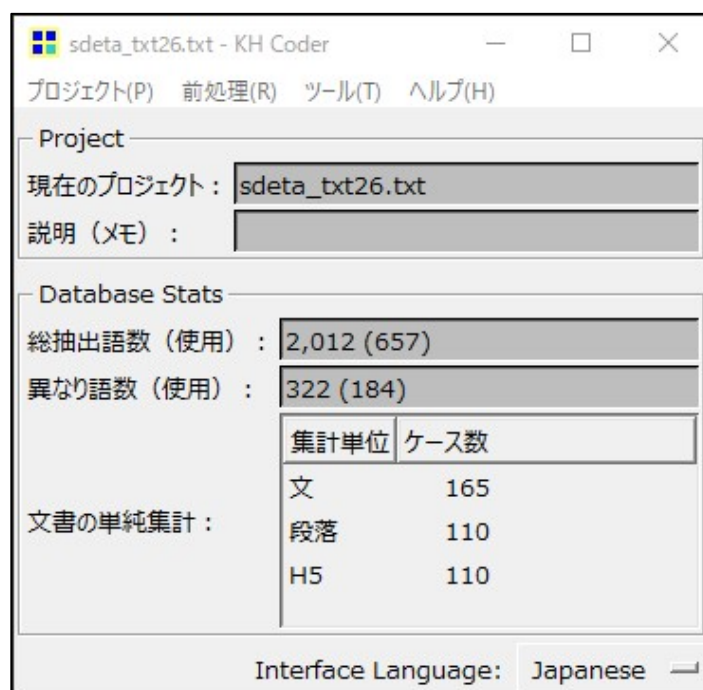 sdeta_txt26.txt - KH Coder
プロジェクト(P) 前処理(R) ツール(T) ヘルプ(H)
Project
現在のプロジェクト： sdeta_txt26.txt
説明（メモ）：
Database Stats
総抽出語数（使用）： 2,012 (657)
異なり語数（使用）： 322 (184)
集計単位 ケース数
文 165
文書の単純集計：
段落 110
H5 110
Interface Language: Japanese